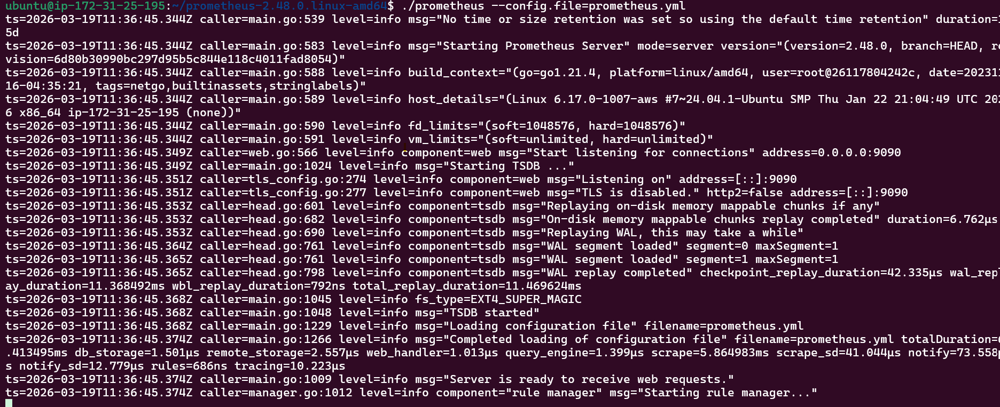 ubuntu@ip-172-31-25-195:~/prometheus-2.48.0.linux-amd64$ ./prometheus --config.file=prometheus.yml
ts=2026-03-19T11:36:45.344Z caller=main.go:539 level=info msg="No time or size retention was set so using the default time retention" duration=1
5d
ts=2026-03-19T11:36:45.344Z caller=main.go:583 level=info msg="Starting Prometheus Server" mode=server version="(version=2.48.0, branch=HEAD, re
vision=6d80b30990bc297d95b5c844e118c4011fad8054)"
ts=2026-03-19T11:36:45.344Z caller=main.go:588 level=info build_context="(go=go1.21.4, platform=linux/amd64, user=root@26117804242c, date=202311
16-04:35:21, tags=netgo,builtinassets,stringlabels)"
ts=2026-03-19T11:36:45.344Z caller=main.go:589 level=info host_details="(Linux 6.17.0-1007-aws #7~24.04.1-Ubuntu SMP Thu Jan 22 21:04:49 UTC 202
6 x86_64 ip-172-31-25-195 (none))"
ts=2026-03-19T11:36:45.344Z caller=main.go:590 level=info fd_limits="(soft=1048576, hard=1048576)"
ts=2026-03-19T11:36:45.344Z caller=main.go:591 level=info vm_limits="(soft=unlimited, hard=unlimited)"
ts=2026-03-19T11:36:45.349Z caller=web.go:566 level=info component=web msg="Start listening for connections" address=0.0.0.0:9090
ts=2026-03-19T11:36:45.349Z caller=main.go:1024 level=info msg="Starting TSDB ..."
ts=2026-03-19T11:36:45.351Z caller=tls_config.go:274 level=info component=web msg="Listening on" address=[::]:9090
ts=2026-03-19T11:36:45.351Z caller=tls_config.go:277 level=info component=web msg="TLS is disabled." http2=false address=[::]:9090
ts=2026-03-19T11:36:45.353Z caller=head.go:601 level=info component=tsdb msg="Replaying on-disk memory mappable chunks if any"
ts=2026-03-19T11:36:45.353Z caller=head.go:682 level=info component=tsdb msg="On-disk memory mappable chunks replay completed" duration=6.762µs
ts=2026-03-19T11:36:45.353Z caller=head.go:690 level=info component=tsdb msg="Replaying WAL, this may take a while"
ts=2026-03-19T11:36:45.364Z caller=head.go:761 level=info component=tsdb msg="WAL segment loaded" segment=0 maxSegment=1
ts=2026-03-19T11:36:45.365Z caller=head.go:761 level=info component=tsdb msg="WAL segment loaded" segment=1 maxSegment=1
ts=2026-03-19T11:36:45.365Z caller=head.go:798 level=info component=tsdb msg="WAL replay completed" checkpoint_replay_duration=42.335µs wal_repl
ay_duration=11.368492ms wbl_replay_duration=792ns total_replay_duration=11.469624ms
ts=2026-03-19T11:36:45.368Z caller=main.go:1045 level=info fs_type=EXT4_SUPER_MAGIC
ts=2026-03-19T11:36:45.368Z caller=main.go:1048 level=info msg="TSDB started"
ts=2026-03-19T11:36:45.368Z caller=main.go:1229 level=info msg="Loading configuration file" filename=prometheus.yml
ts=2026-03-19T11:36:45.374Z caller=main.go:1266 level=info msg="Completed loading of configuration file" filename=prometheus.yml totalDuration=6
.413495ms db_storage=1.501µs remote_storage=2.557µs web_handler=1.013µs query_engine=1.399µs scrape=5.864983ms scrape_sd=41.044µs notify=73.558µ
s notify_sd=12.779µs rules=686ns tracing=10.223µs
ts=2026-03-19T11:36:45.374Z caller=main.go:1009 level=info msg="Server is ready to receive web requests."
ts=2026-03-19T11:36:45.374Z caller=manager.go:1012 level=info component="rule manager" msg="Starting rule manager..."